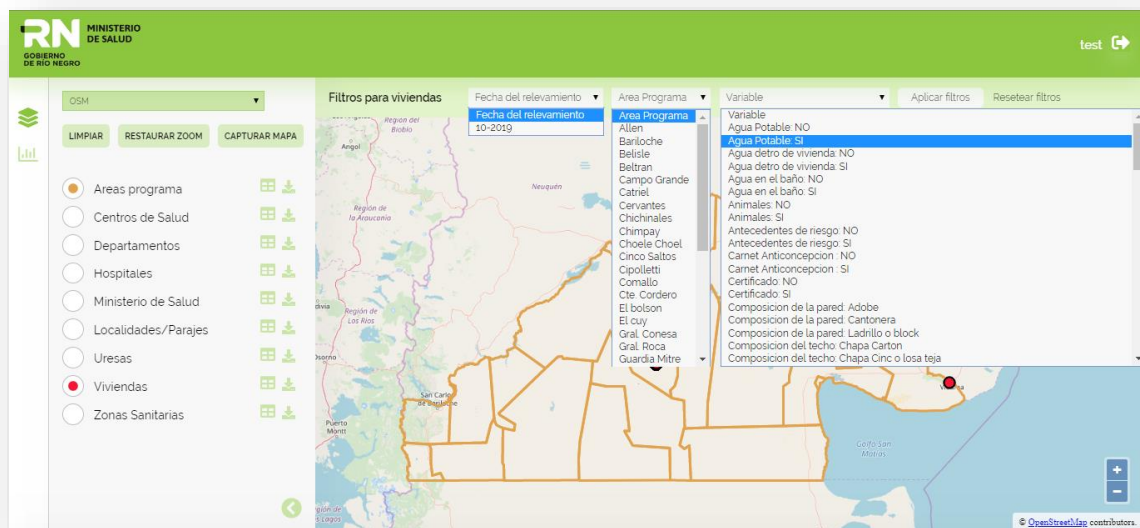 RN
MINISTERIO
DE SALUD
GOBIERNO
DE RÍO NEGRO
test
OSM
LIMPIAR
RESTAURAR ZOOM
CAPTURAR MAPA
Areas programa
Centros de Salud
Departamentos
Hospitales
Ministerio de Salud
Localidades/Parajes
Uresas
Viviendas
Zonas Sanitarias
Filtros para viviendas
Fecha del relevamiento
Area Programa
Variable
Aplicar filtros
Resetear filtros
Fecha del relevamiento
10-2019
Area Programa
Allen
Bariloche
Belisle
Beltran
Campo Grande
Catriel
Cervantes
Chichinales
Chimpay
Choele Choel
Cinco Saltos
Cipolletti
Comallo
Cte. Cordero
El bolson
El cuy
Gral. Conesa
Gral. Roca
Guardia Mitre
Variable
Agua Potable: NO
Agua Potable: SI
Agua detro de vivienda: NO
Agua detro de vivienda: SI
Agua en el baño: NO
Agua en el baño: SI
Animales: NO
Animales: SI
Antecedentes de riesgo: NO
Antecedentes de riesgo: SI
Carnet Anticoncepcion : NO
Carnet Anticoncepcion : SI
Certificado: NO
Certificado: SI
Composicion de la pared: Adobe
Composicion de la pared: Cantonera
Composicion de la pared: Ladrillo o block
Composicion del techo: Chapa Carton
Composicion del techo: Chapa Cinc o losa teja
Región del
Biobío
Angol
Neuquén
Región de
la Araucanía
Región de
Los Ríos
Osorno
San Carlos
de Bariloche
Puerto
Montt
Golfo San
Matías
+
−
© OpenStreetMap contributors.